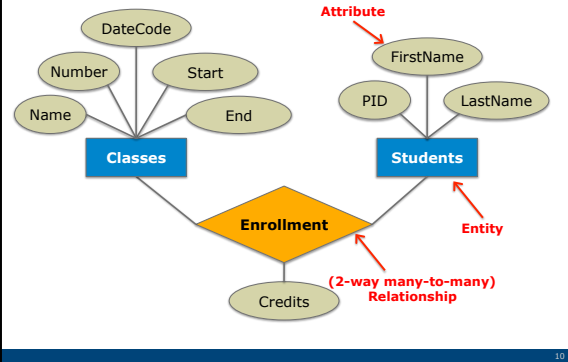 Attribute
DateCode
FirstName
Number
Start
PID
LastName
Name
End
Classes
Students
Enrollment
Entity
(2-way many-to-many)
Relationship
Credits
10